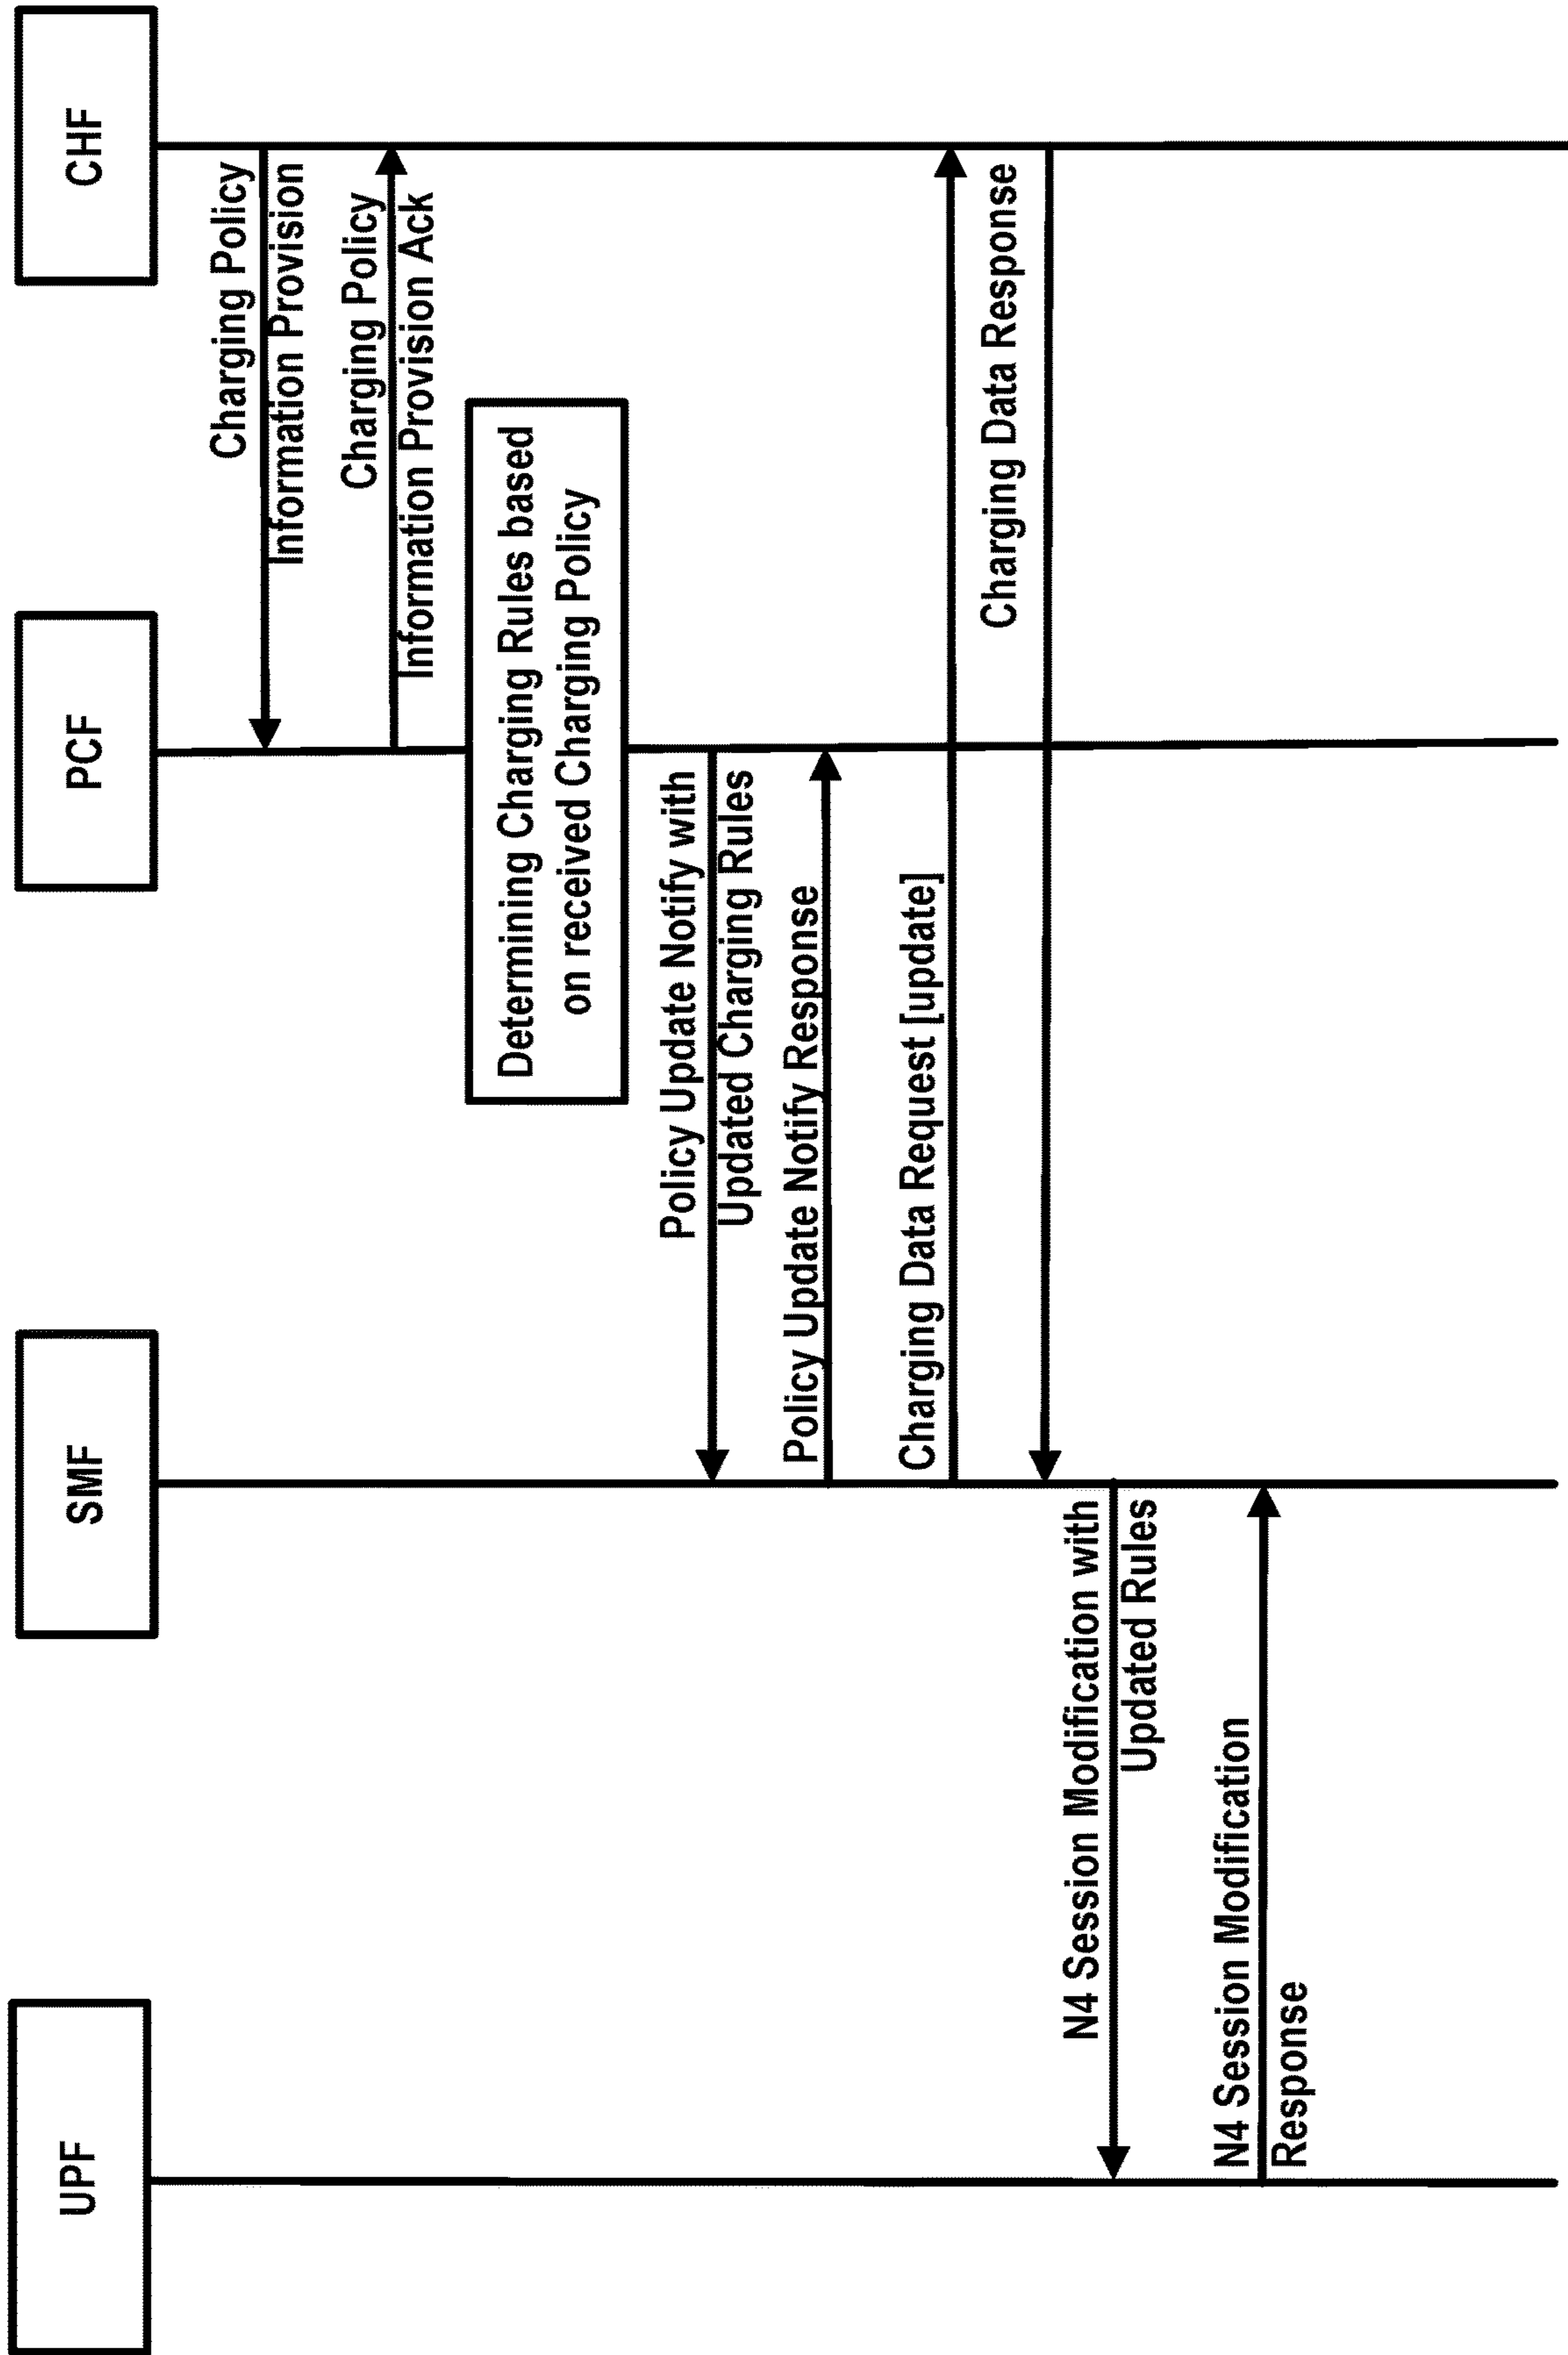 UPF
SMF
PCF
CHF
Charging Policy
Information Provision
Charging Policy
Information Provision Ack
Determining Charging Rules based
on received Charging Policy
Policy Update Notify with
Updated Charging Rules
Policy Update Notify Response
Charging Data Request [update]
Charging Data Response
N4 Session Modification with
Updated Rules
N4 Session Modification
Response